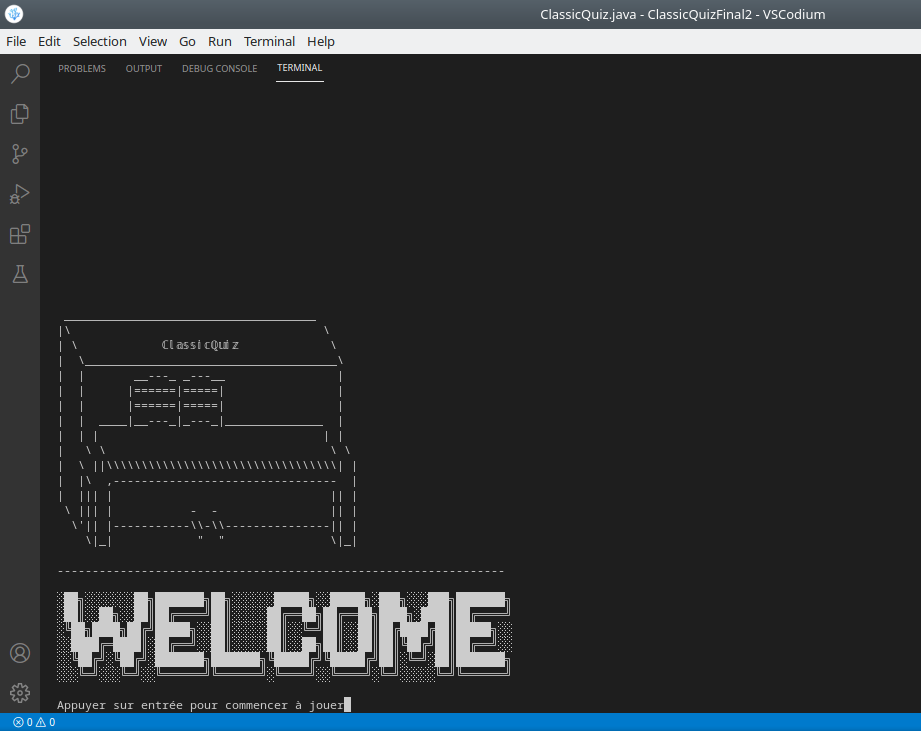 ClassicQuiz.java - ClassicQuizFinal2 - VSCodium
File Edit Selection View Go Run Terminal Help
PROBLEMS OUTPUT DEBUG CONSOLE TERMINAL
ClassicQuiz
WELCOME
Appuyer sur entrée pour commencer à jouer
0 0